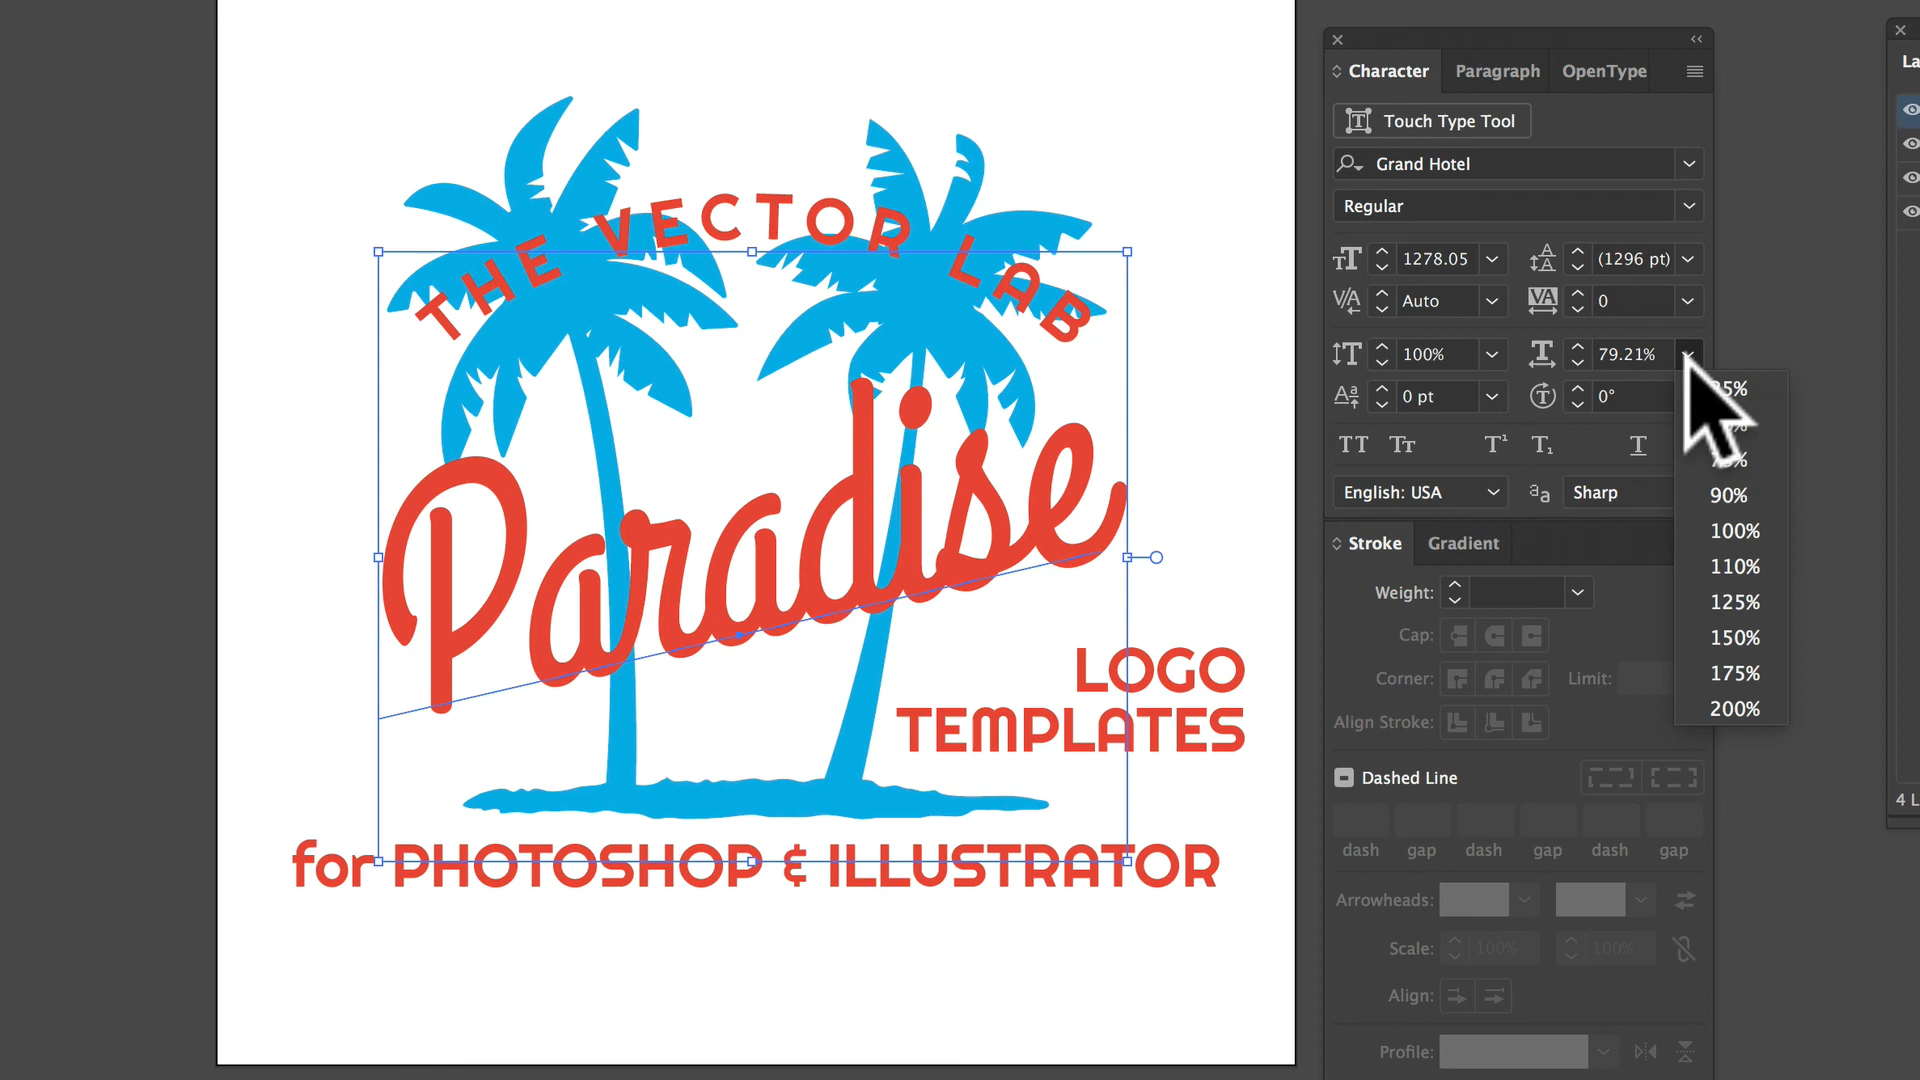 THE VECTOR LAB
Paradise
LOGO
TEMPLATES
for PHOTOSHOP & ILLUSTRATOR
Character
Paragraph
OpenType
Touch Type Tool
Grand Hotel
Regular
1278.05
(1296 pt)
Auto
0
100%
79.21%
0 pt
0°
English: USA
Sharp
90%
100%
110%
125%
150%
175%
200%
Stroke
Gradient
Weight:
Cap:
Corner:
Limit:
Align Stroke:
Dashed Line
dash gap dash gap dash gap
Arrowheads:
Scale: 100% 100%
Align:
Profile: